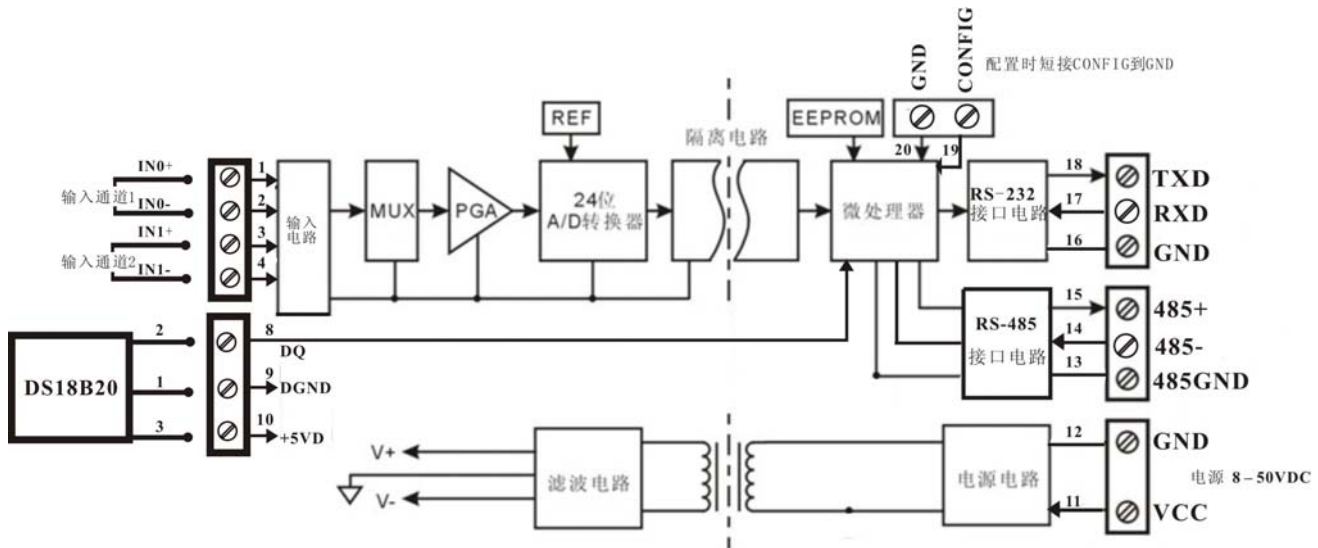 GND
CONFIG
配置时短接CONFIG到GND
REF
EEPROM
隔离电路
20
19
IN0+
1
输入通道1
IN0-
2
IN1+
3
输入通道2
IN1-
4
输入
电路
MUX
PGA
24位
A/D转换器
微处理器
RS-232
接口电路
18
TXD
17
RXD
16
GND
15
485+
RS-485
接口电路
14
485-
13
485GND
DS18B20
2
8
DQ
1
9
DGND
3
10
+5VD
V+
V-
滤波电路
电源电路
12
GND
电源 8-50VDC
11
VCC